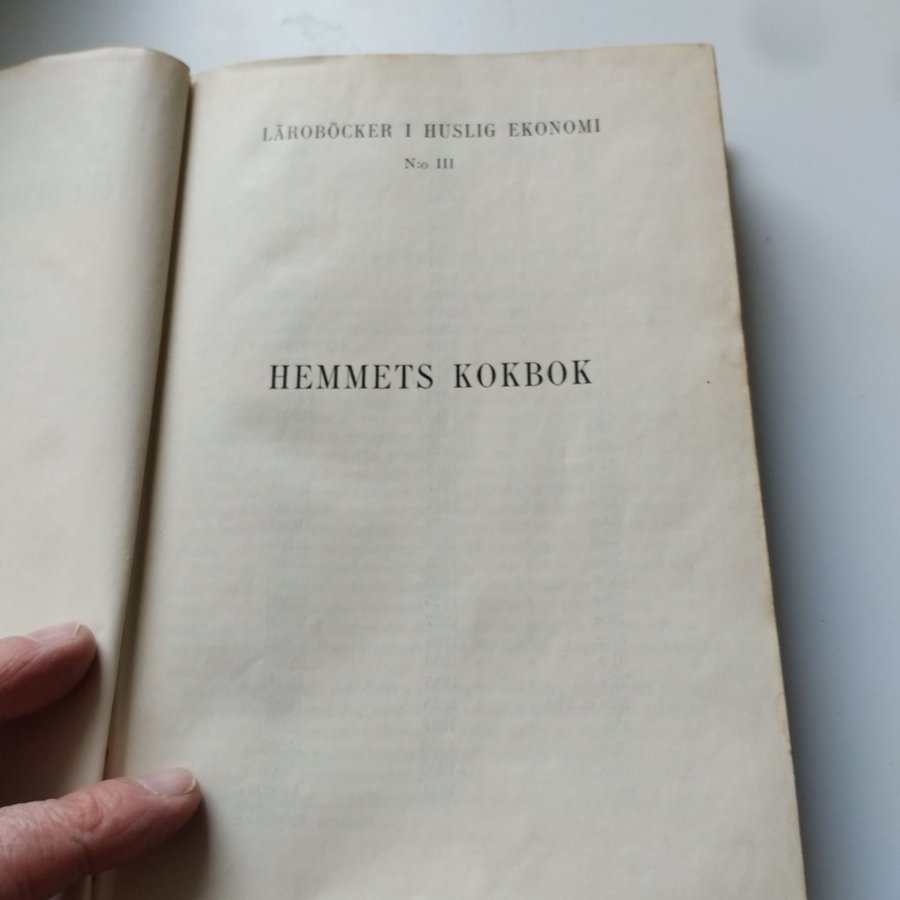 LÄROBÖCKER I HUSLIG EKONOMI
N:o III
HEMMETS KOKBOK